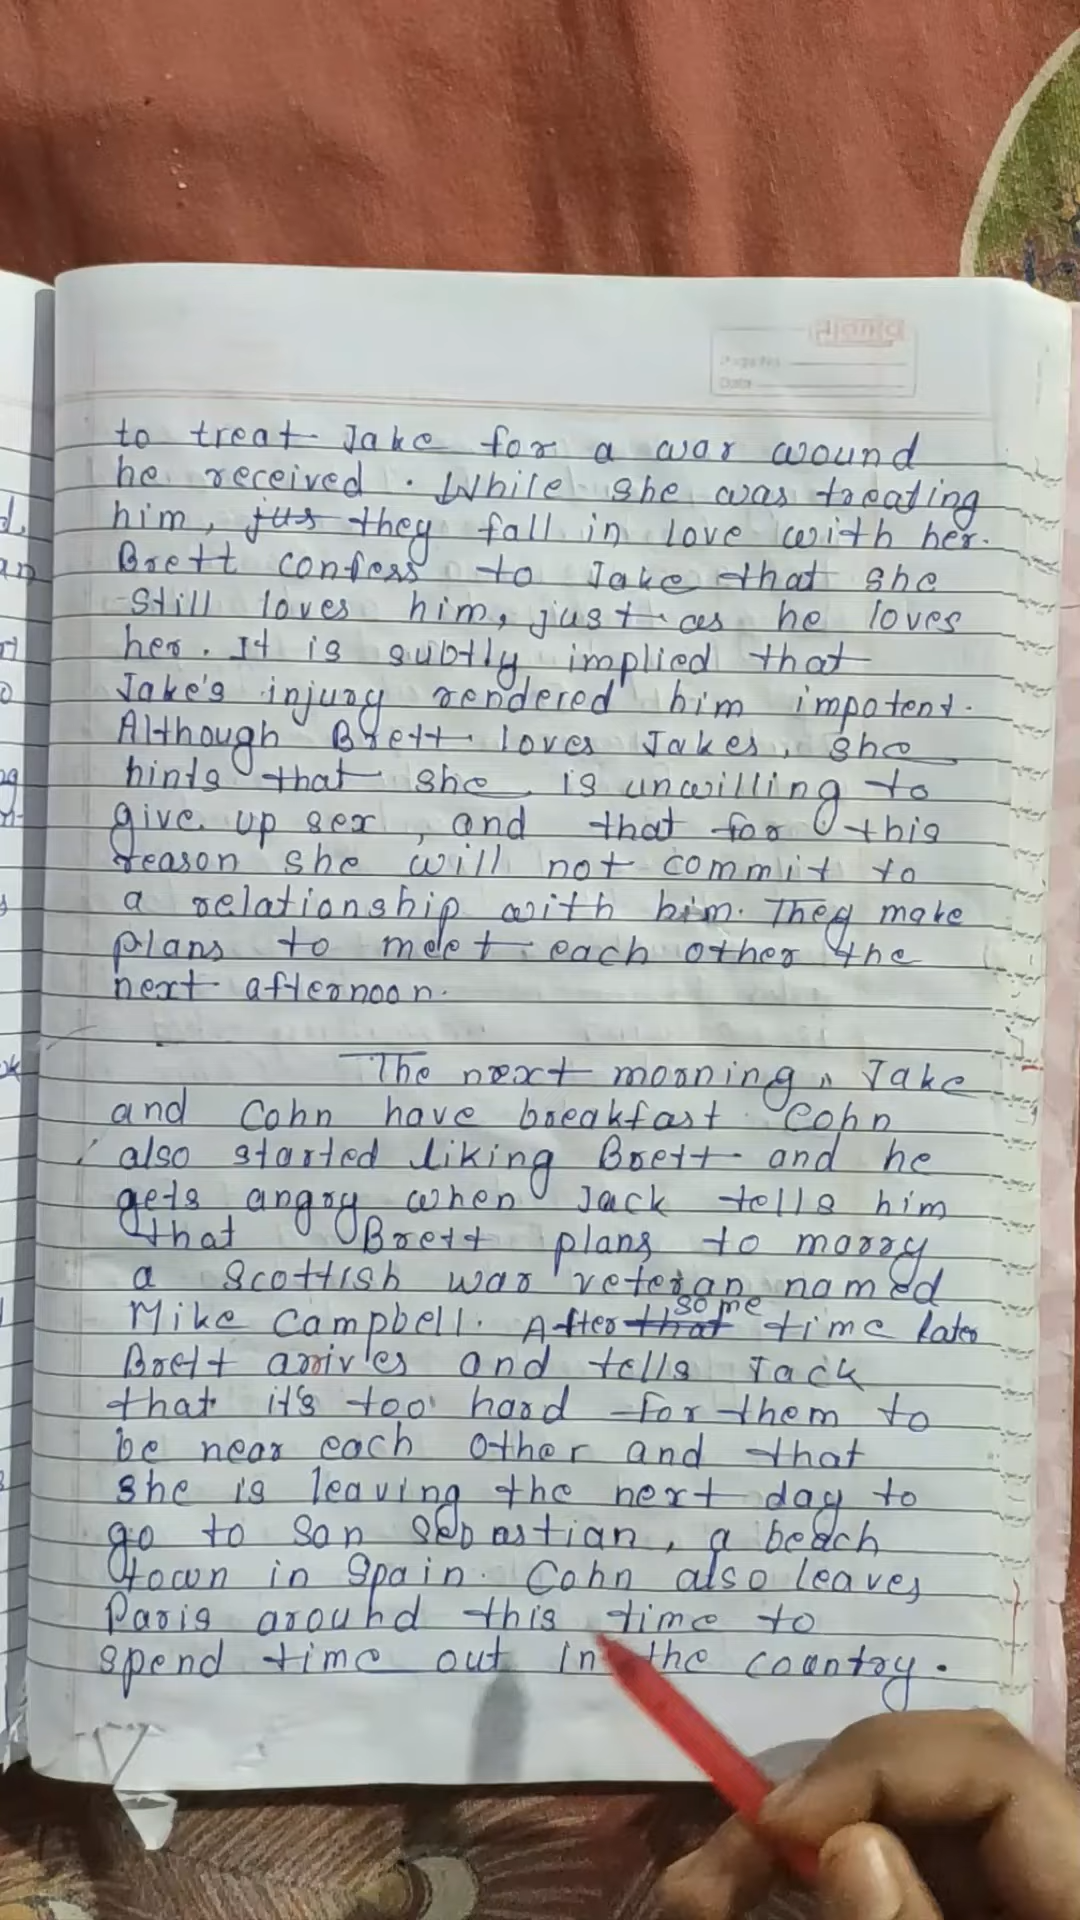 नवनीत
Date
to treat Jake for a war wound
he received. While she was treating
him, jus they fall in love with her.
Brett confess to Jake that she
still loves him, just as he loves
her. It is subtly implied that
Jake's injury rendered him impotent.
Although Brett loves Jakes, she
hints that she is unwilling to
give up sex, and that for this
reason she will not commit to
a relationship with him. They make
plans to meet each other the
next afternoon.
The next morning, Jake
and Cohn have breakfast. Cohn
also started liking Brett and he
gets angry when Jack tells him
that Brett plans to marry
a Scottish war veteran named
Mike Campbell. After that some time later
Brett arrives and tells Jack
that it's too hard for them to
be near each other and that
she is leaving the next day to
go to San Sebastian, a beach
town in Spain. Cohn also leaves
Paris around this time to
spend time out in the country.